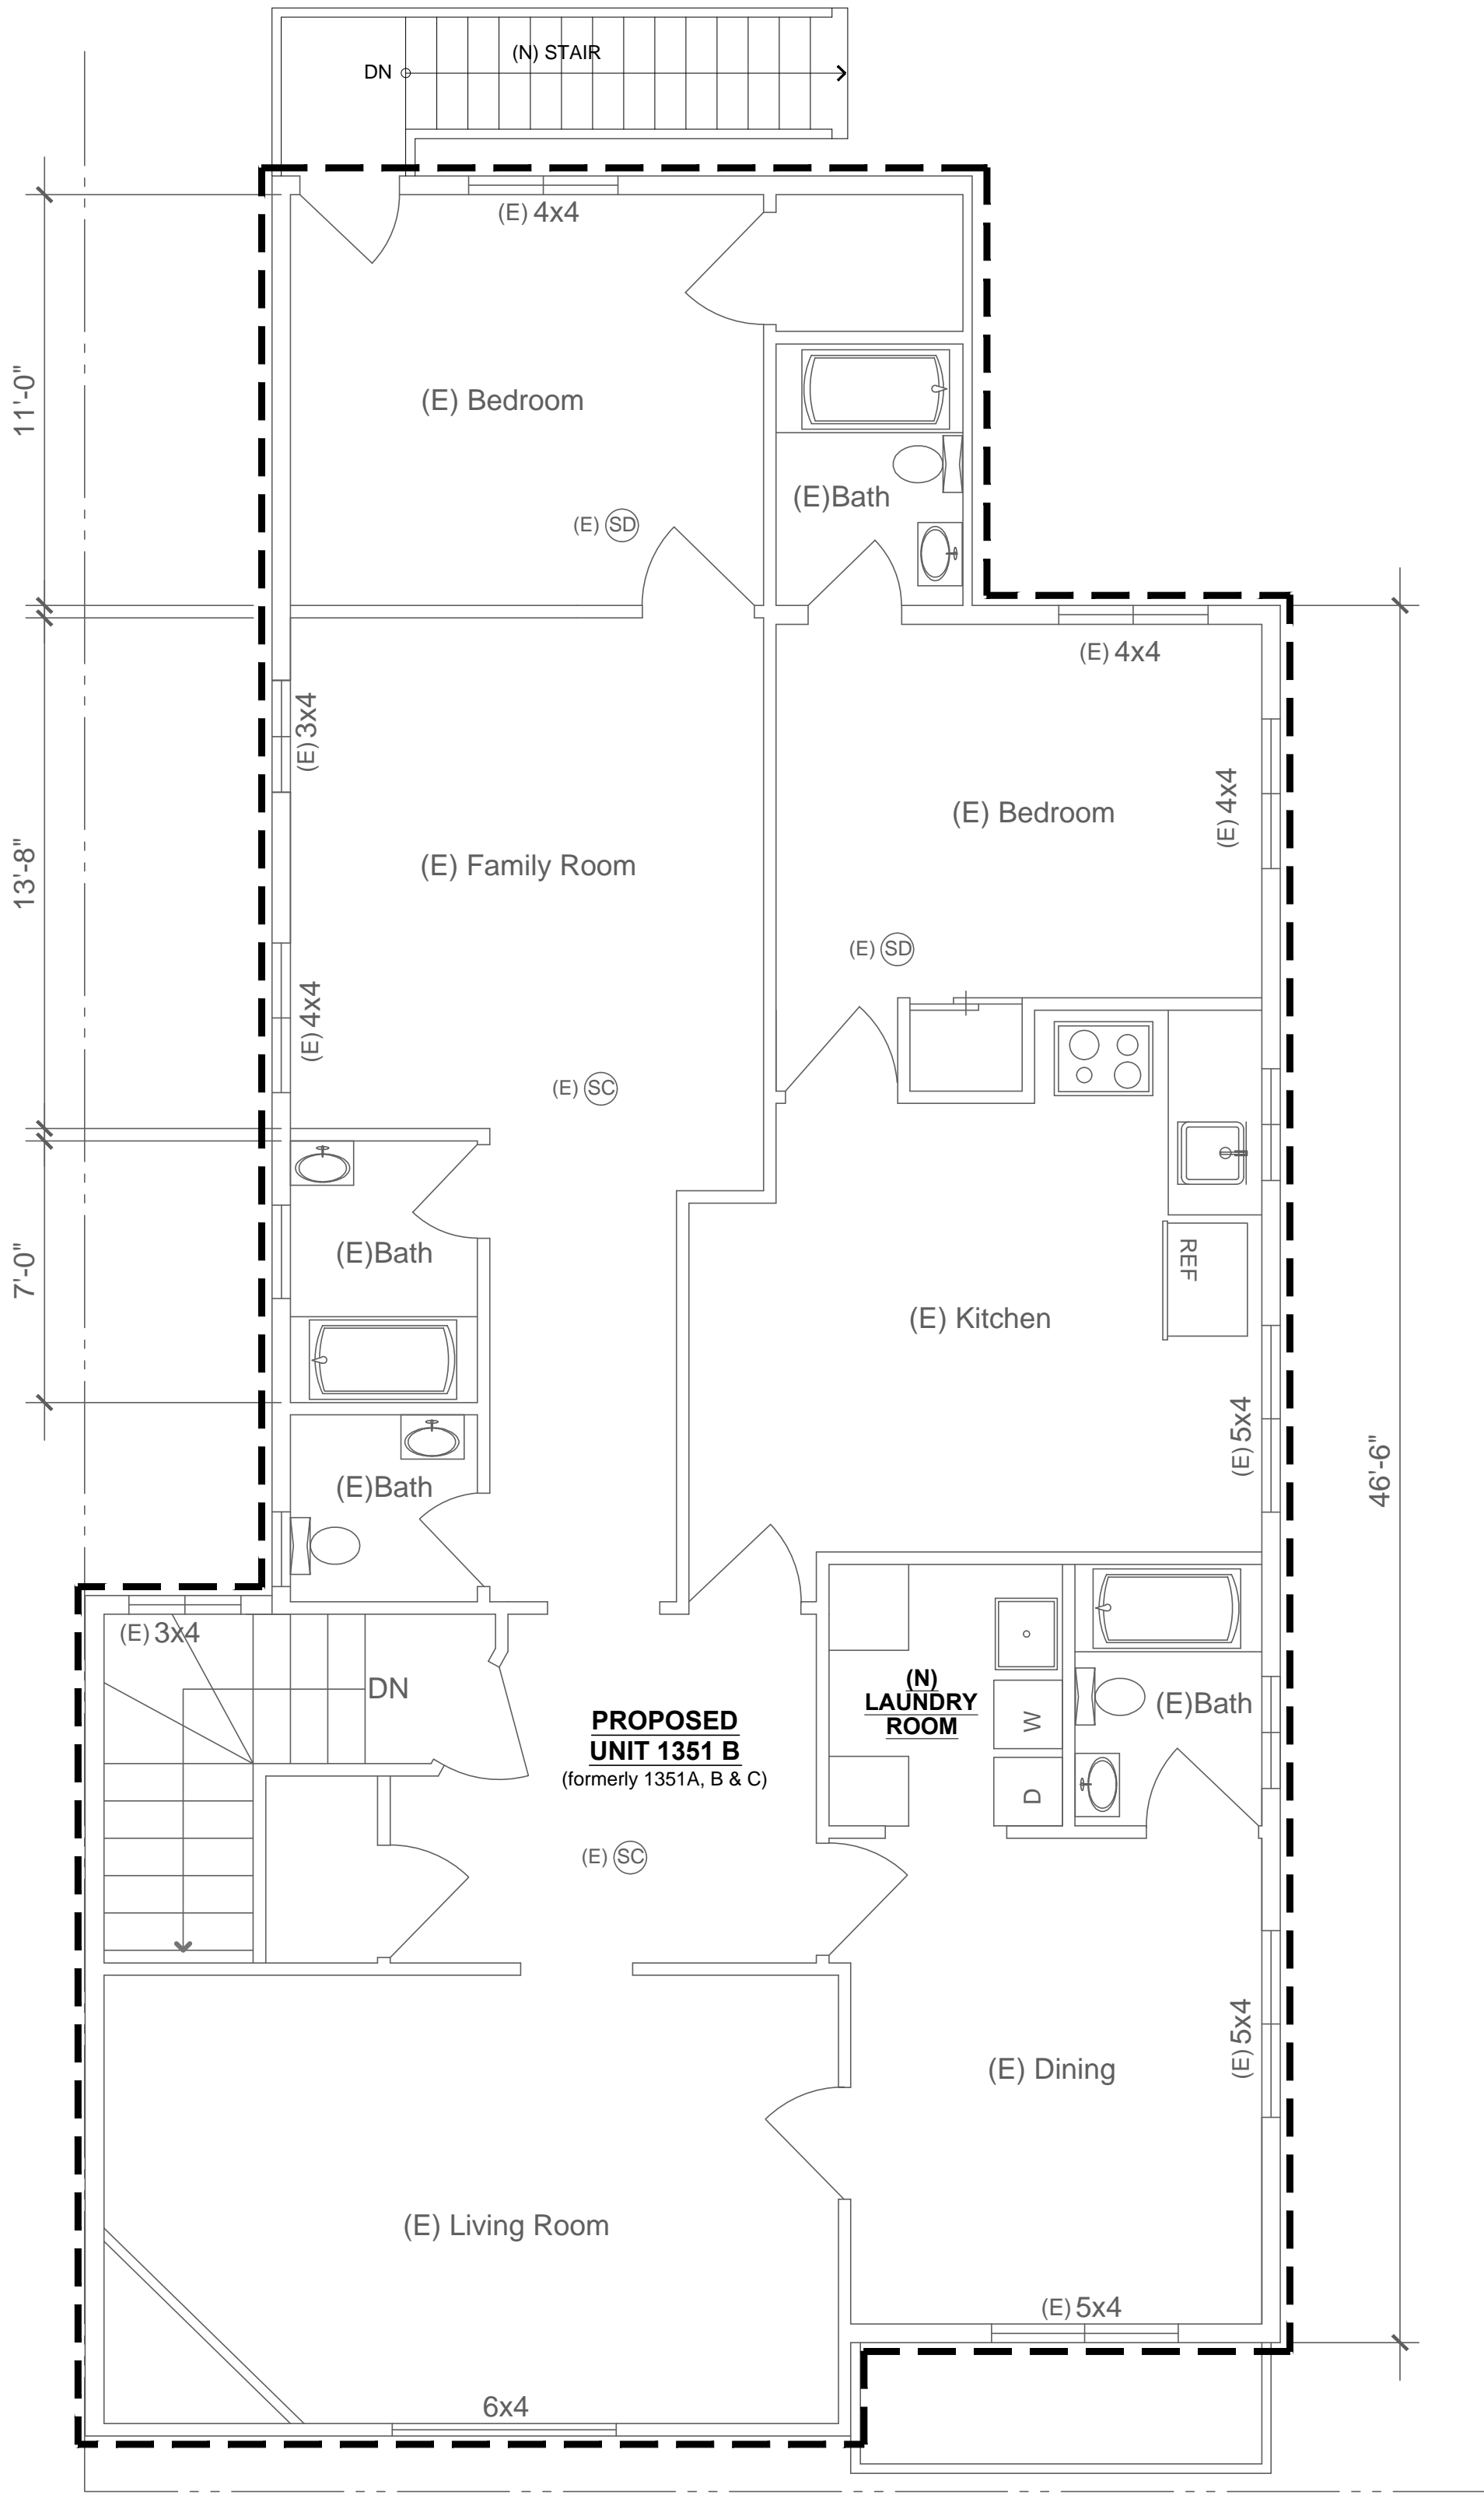 (N) STAIR
DN
(E) 4x4
11'-0"
(E) Bedroom
(E)Bath
(E) SD
(E) 4x4
(E) 3x4
(E) 4x4
(E) Bedroom
13'-8"
(E) Family Room
(E) SD
(E) 4x4
(E) SC
(E)Bath
REF
7'-0"
(E) Kitchen
(E) 5x4
46'-6"
(E)Bath
(E) 3x4
DN
(N)
LAUNDRY
ROOM
W
(E)Bath
PROPOSED
UNIT 1351 B
(formerly 1351A, B & C)
D
(E) SC
(E) 5x4
(E) Dining
(E) Living Room
(E) 5x4
6x4